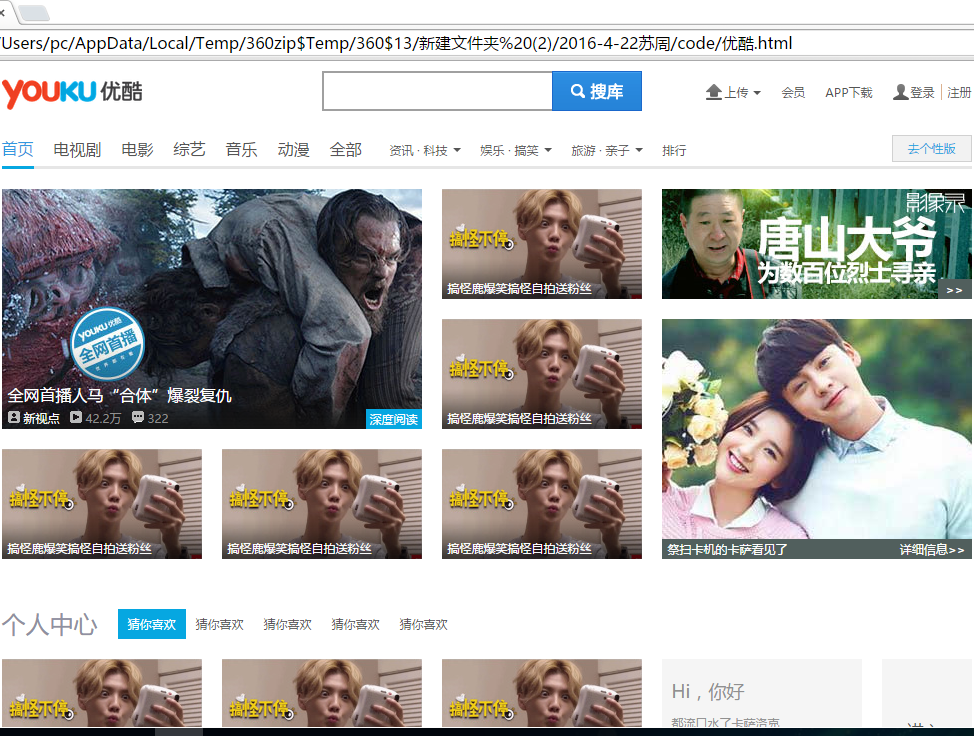 /Users/pc/AppData/Local/Temp/360zip$Temp/360$13/新建文件夹%20(2)/2016-4-22苏周/code/优酷.html
YOUKU 优酷
搜库
上传
会员
APP下载
登录
注册
首页 电视剧 电影 综艺 音乐 动漫 全部 资讯 · 科技 娱乐 · 搞笑 旅游 · 亲子 排行
去个性版
YOUKU 优酷
全网首播
全网首播人马“合体”爆裂复仇
新视点 42.2万 322
深度阅读
搞怪不停
搞怪鹿爆笑搞怪自拍送粉丝
影像录
唐山大爷
为数百位烈士寻亲
>>
搞怪不停
搞怪鹿爆笑搞怪自拍送粉丝
祭扫卡机的卡萨看见了
详细信息>>
搞怪不停
搞怪鹿爆笑搞怪自拍送粉丝
搞怪不停
搞怪鹿爆笑搞怪自拍送粉丝
搞怪不停
搞怪鹿爆笑搞怪自拍送粉丝
个人中心 猜你喜欢 猜你喜欢 猜你喜欢 猜你喜欢 猜你喜欢
搞怪不停
搞怪不停
搞怪不停
Hi，你好